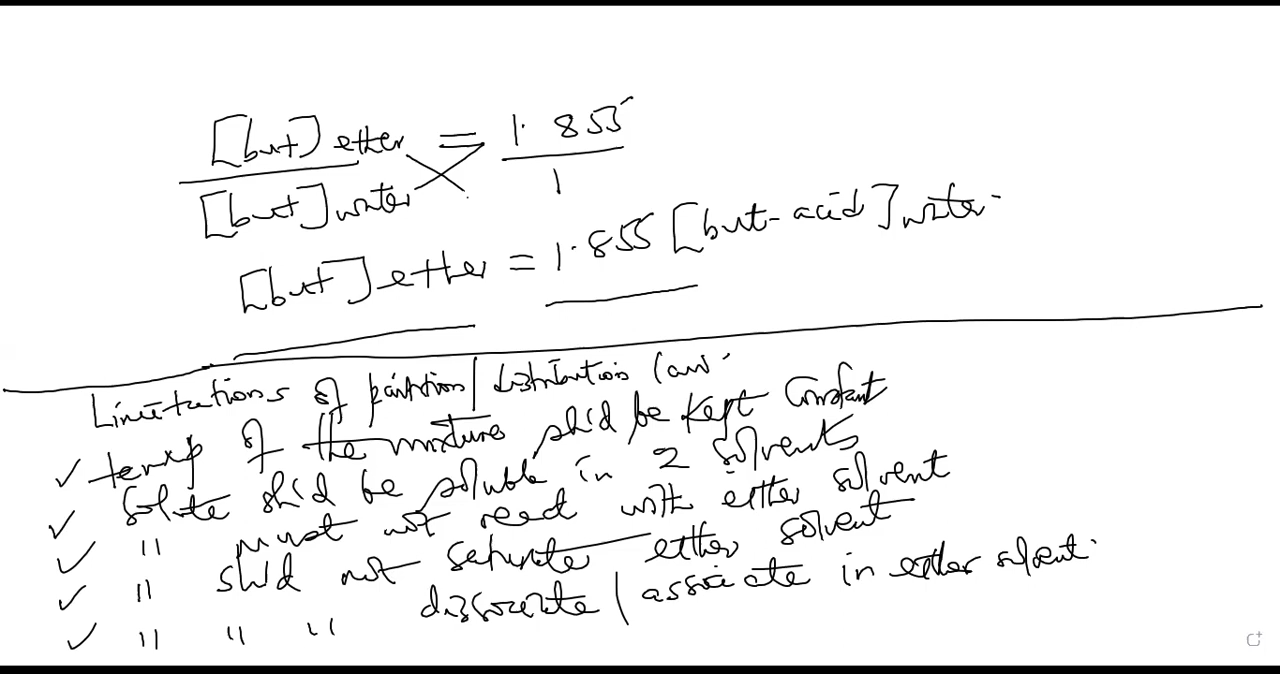 [but] ether = 1.855
[but] water 1
[but] ether = 1.855 [but-acid] water
Limitations of partition/distribution law
✓ temp of the mixture shld be kept constant
✓ Solute shld be soluble in 2 solvents
✓ " must not react with either solvent
✓ " shld not saturate either solvent
✓ " " " dissociate/associate in either solvent.